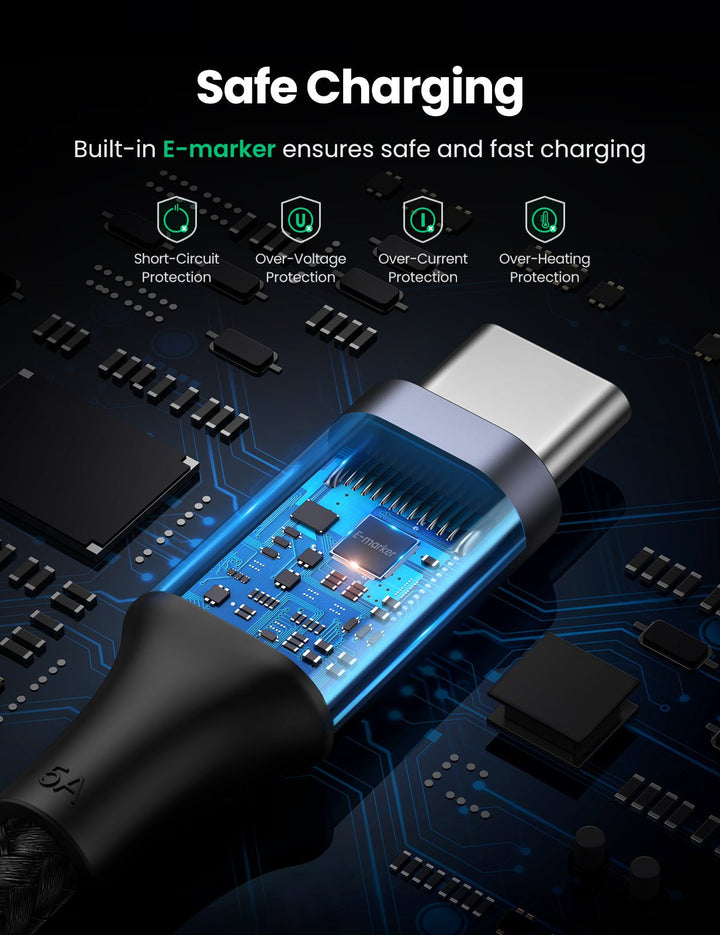 Safe Charging
Built-in E-marker ensures safe and fast charging
U
I
Short-Circuit
Protection
Over-Voltage
Protection
Over-Current
Protection
Over-Heating
Protection
E-marker
5A